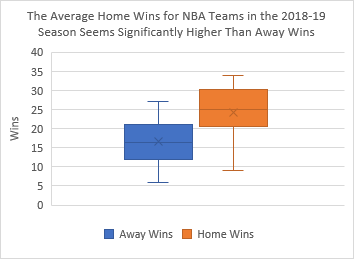 The Average Home Wins for NBA Teams in the 2018-19
Season Seems Significantly Higher Than Away Wins
40
35
30
25
20
15
10
5
0
Wins
Away Wins
Home Wins